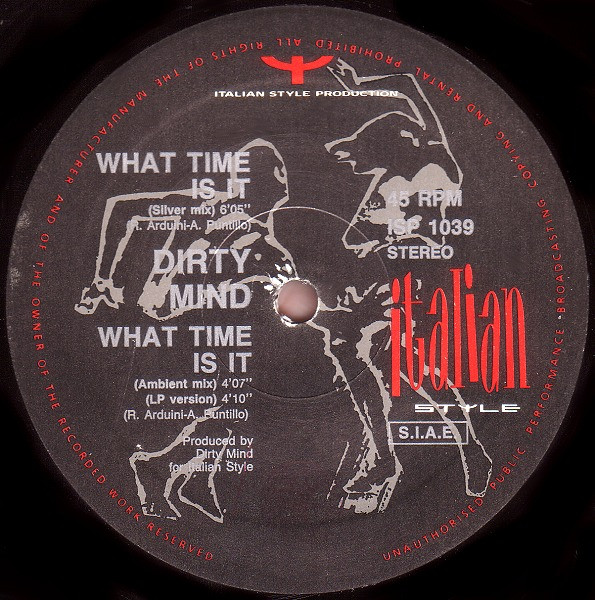 ITALIAN STYLE PRODUCTION
WHAT TIME
IS IT
(Silver mix) 6'05"
(R. Arduini-A. Puntillo)
DIRTY
MIND
WHAT TIME
IS IT
(Ambient mix) 4'07"
(LP version) 4'10"
(R. Arduini-A. Puntillo)
Produced by
Dirty Mind
for Italian Style
45 RPM
ISP 1039
STEREO
italian
STYLE
S.I.A.E.
ALL RIGHTS OF THE MANUFACTURER AND OF THE OWNER OF THE RECORDED WORK RESERVED
UNAUTHORISED PUBLIC PERFORMANCE • BROADCASTING COPYING AND RENTAL PROHIBITED